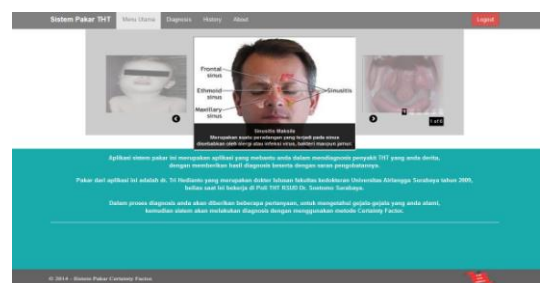 Sistem Pakar THT Menu Utama Diagnosis History About Logout
Frontal sinus
Ethmoid sinus
Maxillary sinus
Sinusitis
Sinusitis Maksila
Merupakan suatu peradangan yang terjadi pada sinus
disebabkan oleh alergi atau infeksi virus, bakteri maupun jamur.
1 of 6
Aplikasi sistem pakar ini merupakan aplikasi yang membantu anda dalam mendiagnosis penyakit THT yang anda derita,
dengan memberikan hasil diagnosis beserta dengan saran pengobatannya.
Pakar dari aplikasi ini adalah dr. Tri Hedianto yang merupakan dokter lulusan fakultas kedokteran Universitas Airlangga Surabaya tahun 2009,
beliau saat ini bekerja di Poli THT RSUD Dr. Soetomo Surabaya.
Dalam proses diagnosis anda akan diberikan beberapa pertanyaan, untuk mengetahui gejala-gejala yang anda alami,
kemudian sistem akan melakukan diagnosis dengan menggunakan metode Certainty Factor.
© 2014 - Sistem Pakar Certainty Factor